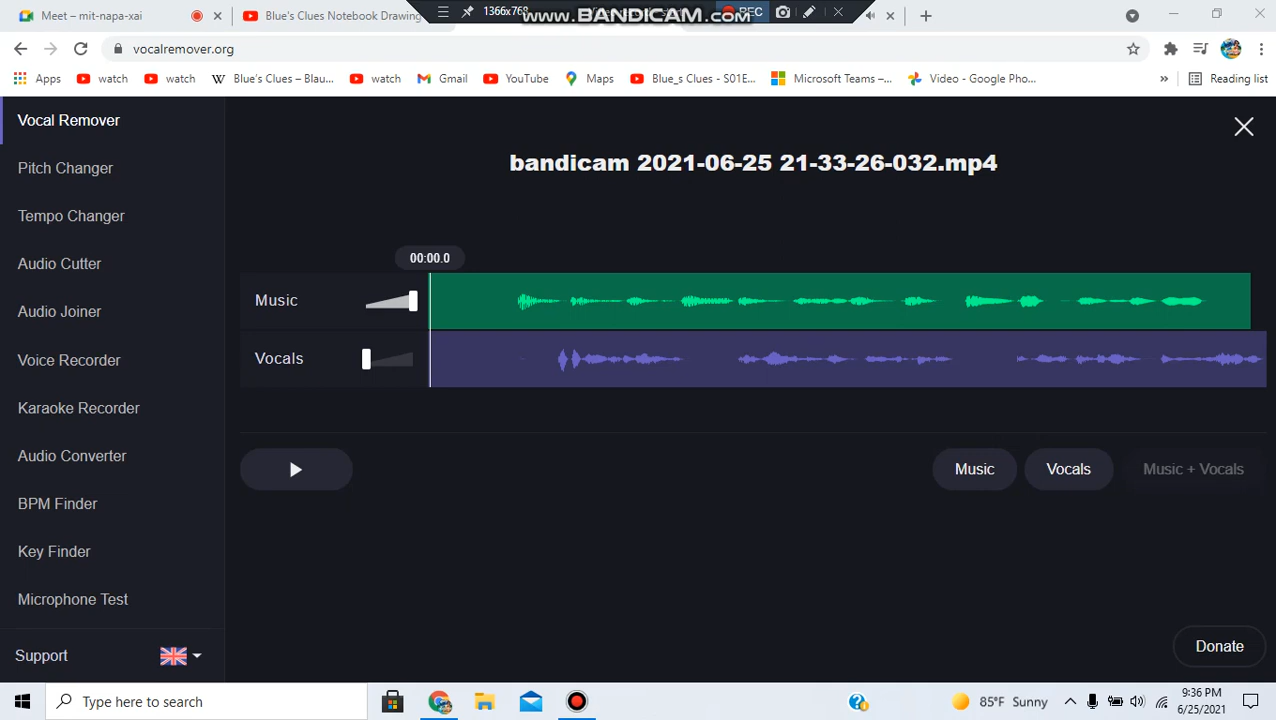 Meet – mit-napa-xai
Blue's Clues Notebook Drawing
1366x768
www.BANDICAM.com
REC
vocalremover.org
Apps
watch
watch
Blue's Clues – Blau...
watch
Gmail
YouTube
Maps
Blue_s Clues - S01E...
Microsoft Teams –...
Video - Google Pho...
»
Reading list
Vocal Remover
Pitch Changer
Tempo Changer
Audio Cutter
Audio Joiner
Voice Recorder
Karaoke Recorder
Audio Converter
BPM Finder
Key Finder
Microphone Test
Support
bandicam 2021-06-25 21-33-26-032.mp4
00:00.0
Music
Vocals
Music
Vocals
Music + Vocals
Donate
Type here to search
85°F Sunny
9:36 PM
6/25/2021